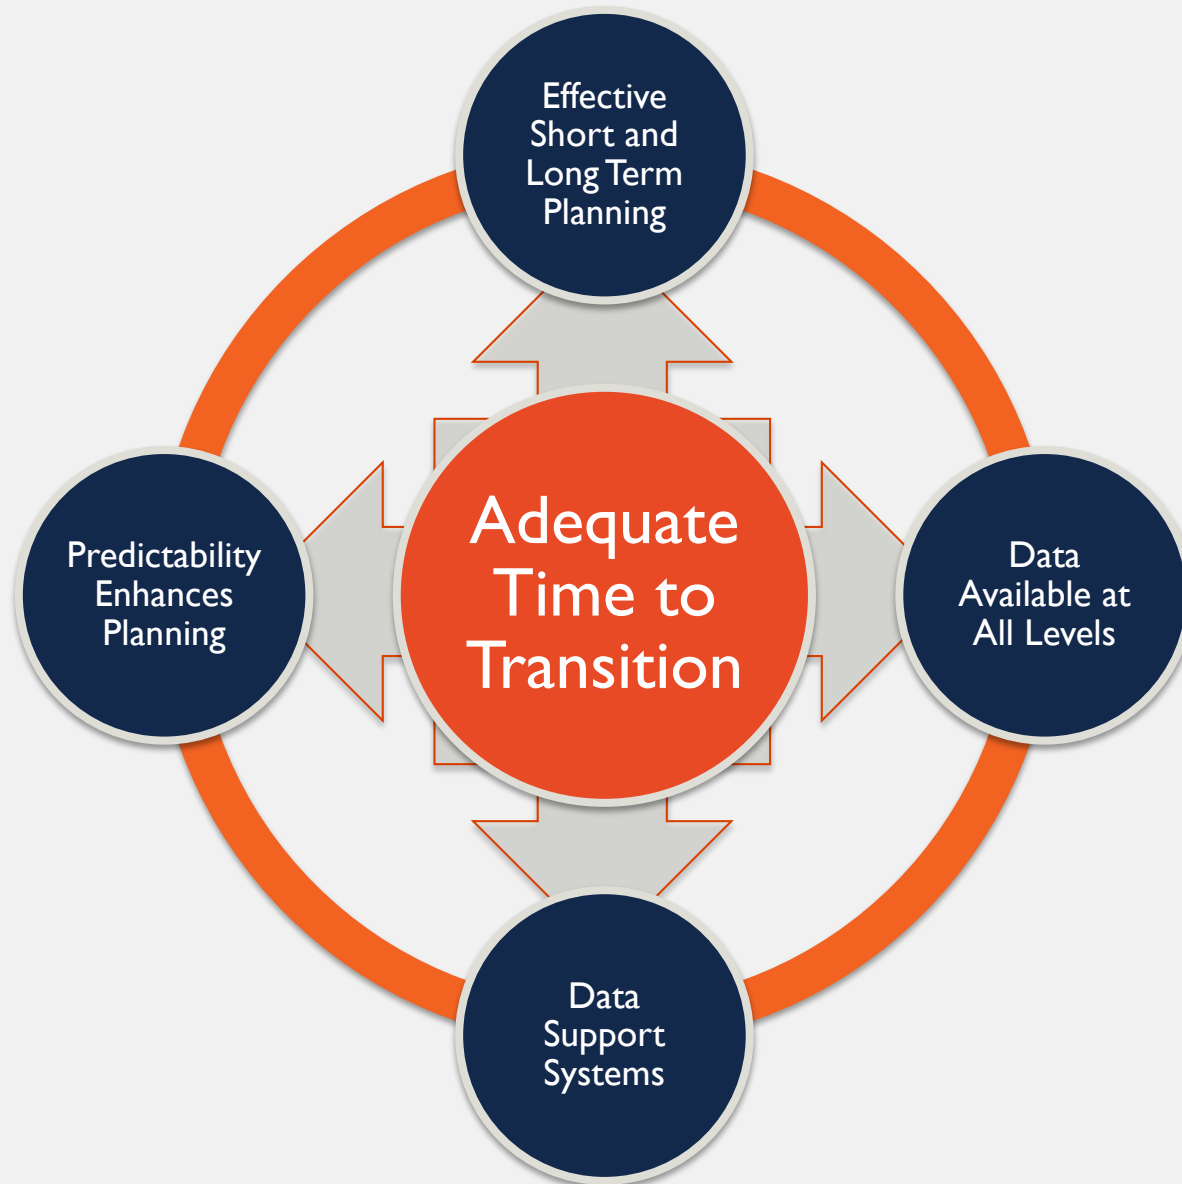 Effective
Short and
Long Term
Planning
Predictability
Enhances
Planning
Adequate
Time to
Transition
Data
Available at
All Levels
Data
Support
Systems